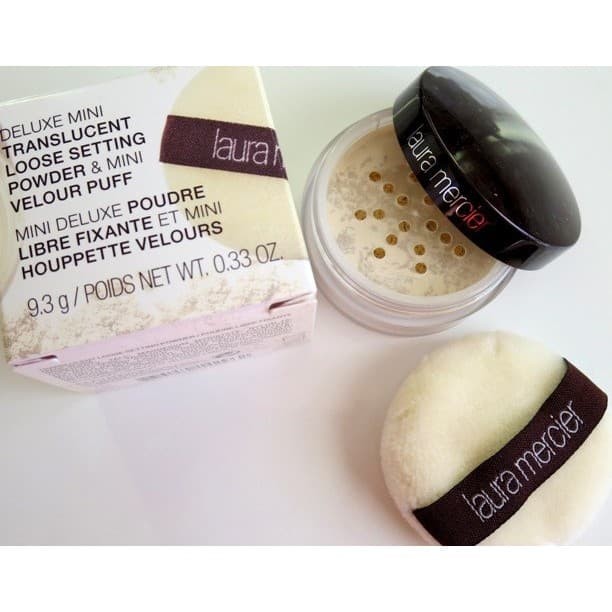 DELUXE MINI
TRANSLUCENT
LOOSE SETTING
POWDER & MINI
VELOUR PUFF
MINI DELUXE POUDRE
LIBRE FIXANTE ET MINI
HOUPPETTE VELOURS
9.3 g / POIDS NET WT. 0.33 OZ.
laura me
laura mercier
laura mercier